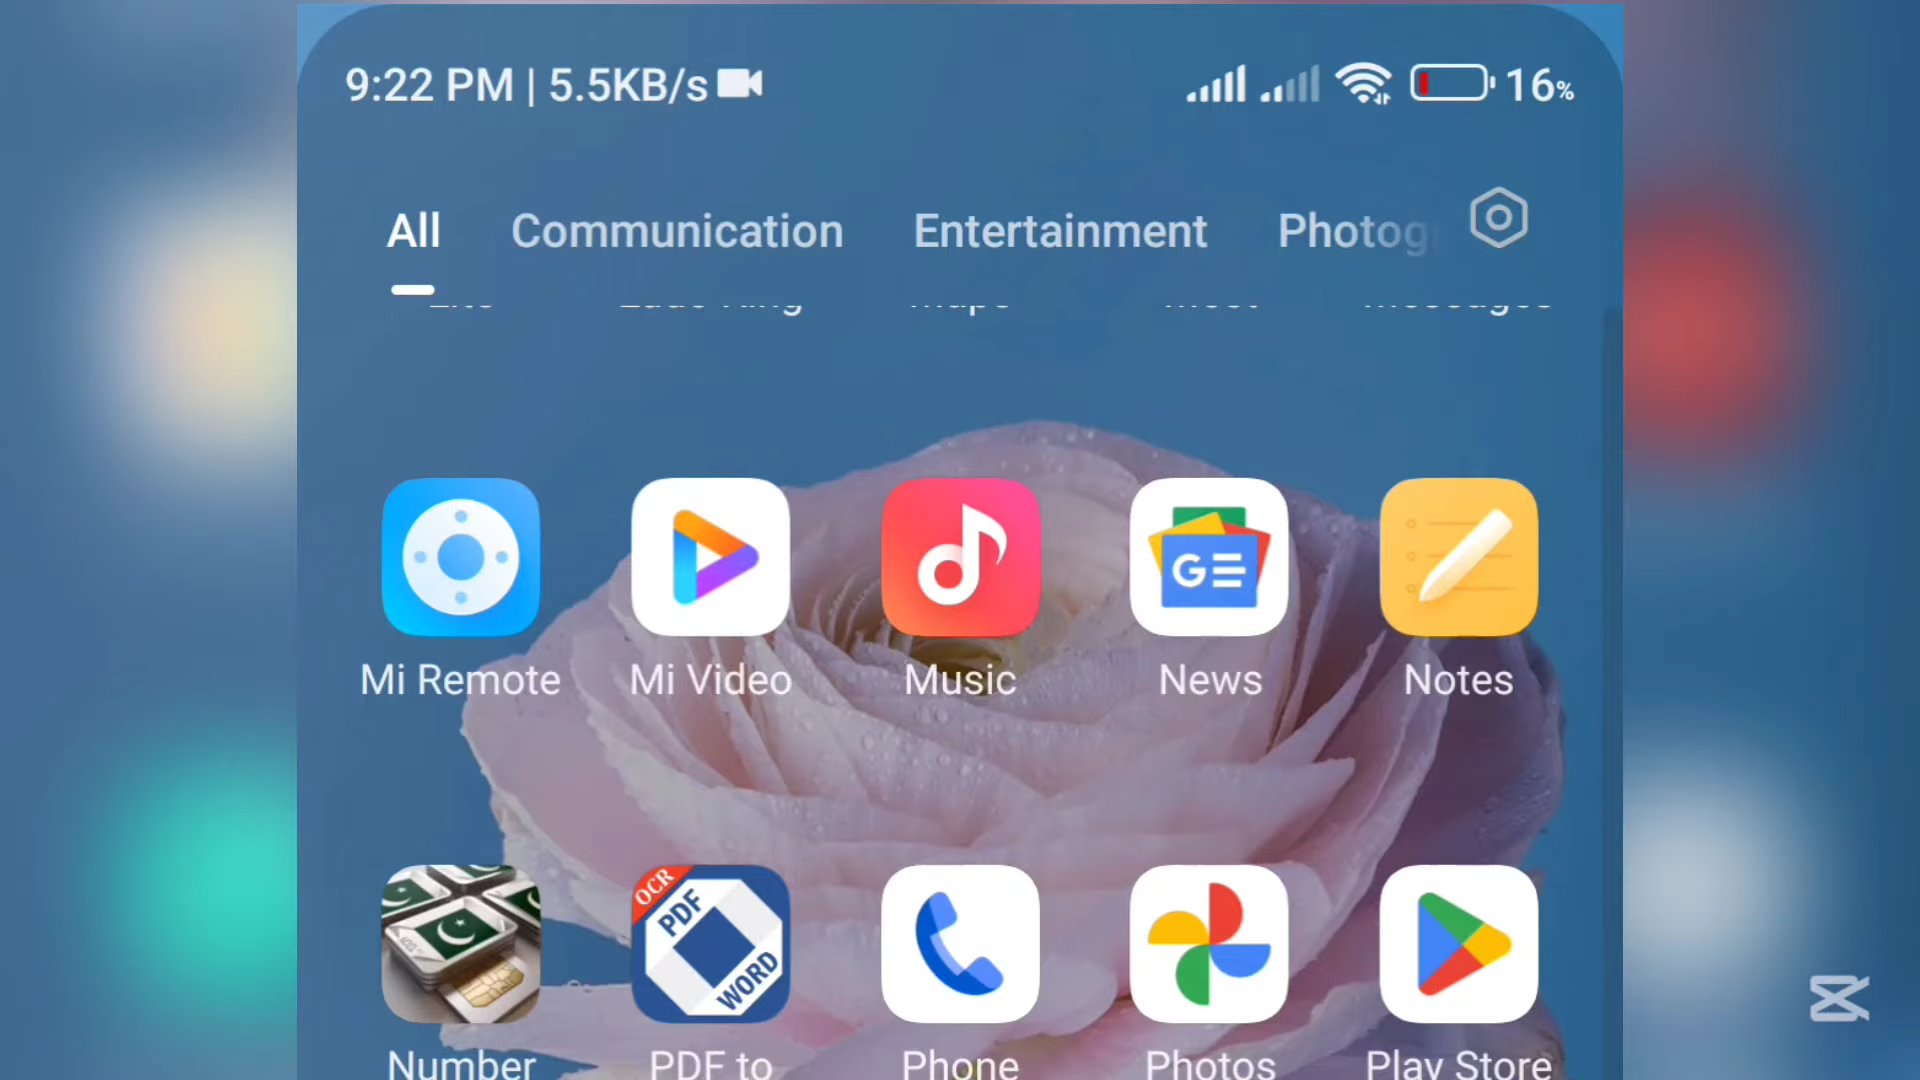 9:22 PM | 5.5KB/s 16%
All Communication Entertainment Photog
Mi Remote Mi Video Music News Notes
OCR
PDF
WORD
Number PDF to Phone Photos Play Store